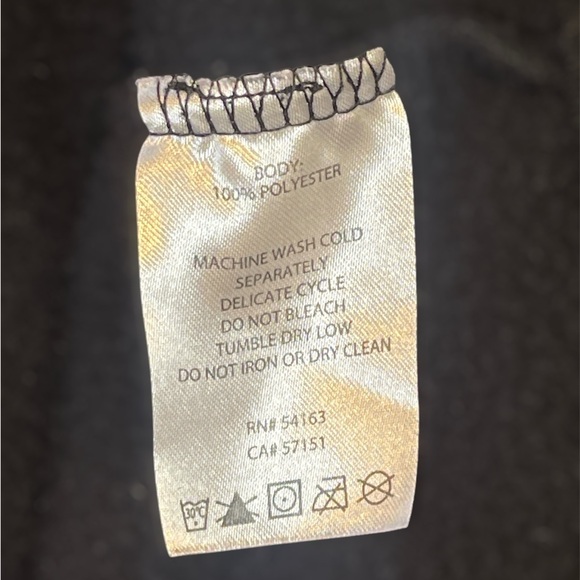 BODY:
100% POLYESTER
MACHINE WASH COLD
SEPARATELY
DELICATE CYCLE
DO NOT BLEACH
TUMBLE DRY LOW
DO NOT IRON OR DRY CLEAN
RN# 54163
CA# 57151
30°C